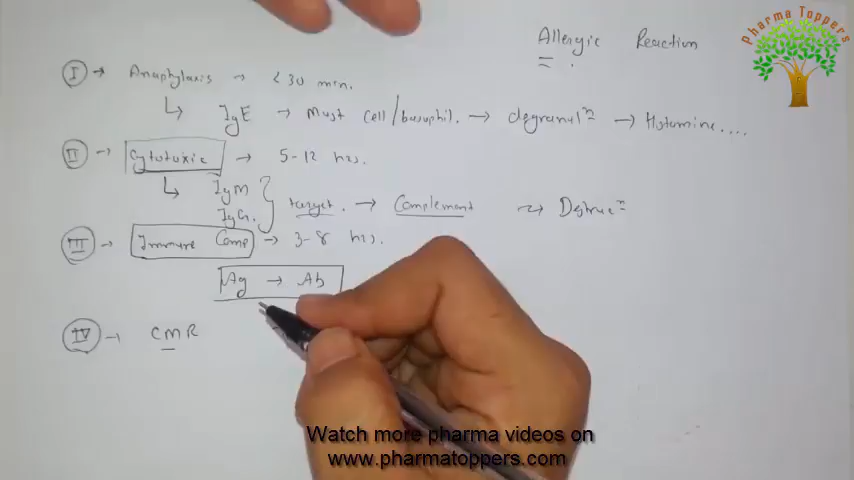 Allergic Reaction
Pharma Toppers
I → Anaphylaxis → <30 min.
↳ IgE → Mast cell/basophil. → degranulⁿ → Histamine....
II → Cytotoxic → 5-12 hrs.
↳ IgM
IgG. } target. → Complement → Destrucⁿ
III → Immune Comp → 3-8 hrs.
Ag → Ab
IV → CMR
Watch more pharma videos on
www.pharmatoppers.com